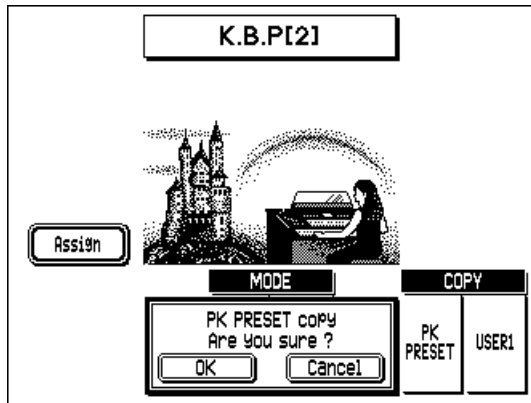 K.B.P[2]
Assign
MODE
COPY
PK PRESET copy
Are you sure ?
OK
Cancel
PK
PRESET
USER1